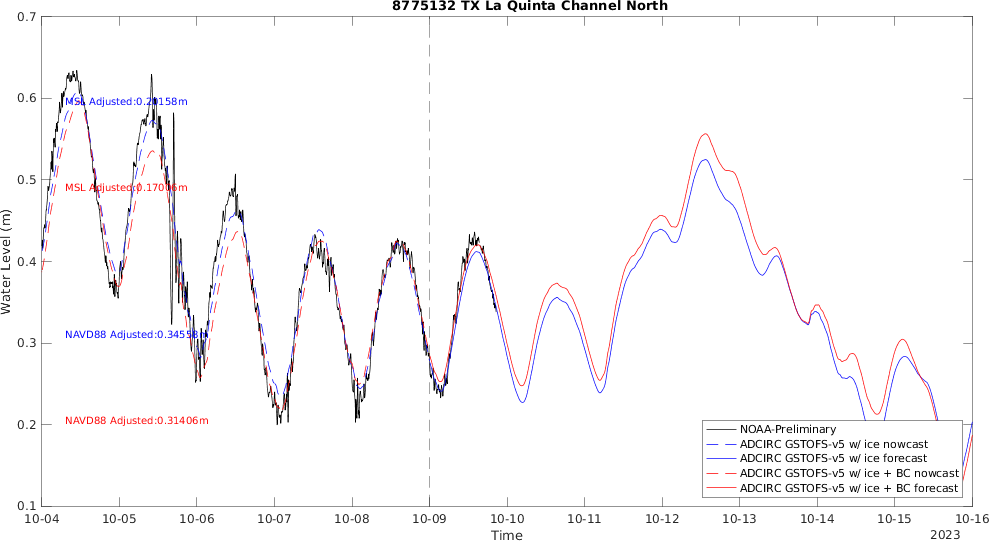 8775132 TX La Quinta Channel North
Water Level (m)
0.7
0.6
0.5
0.4
0.3
0.2
0.1
MSL Adjusted:0.20158m
MSL Adjusted:0.17006m
NAVD88 Adjusted:0.34558m
NAVD88 Adjusted:0.31406m
NOAA-Preliminary
ADCIRC GSTOFS-v5 w/ ice nowcast
ADCIRC GSTOFS-v5 w/ ice forecast
ADCIRC GSTOFS-v5 w/ ice + BC nowcast
ADCIRC GSTOFS-v5 w/ ice + BC forecast
10-04 10-05 10-06 10-07 10-08 10-09 10-10 10-11 10-12 10-13 10-14 10-15 10-16
Time
2023